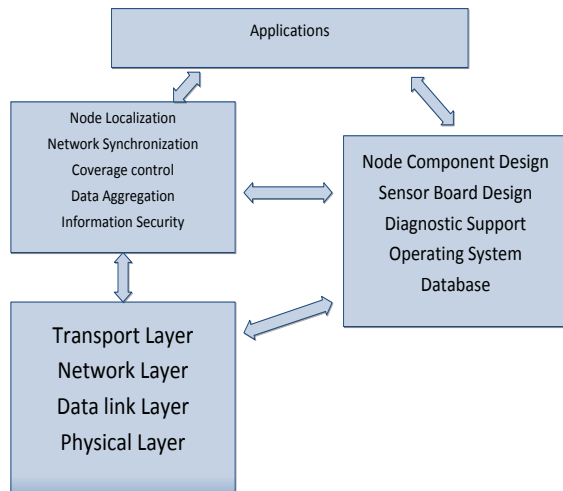 Applications
Node Localization
Network Synchronization
Coverage control
Data Aggregation
Information Security
Node Component Design
Sensor Board Design
Diagnostic Support
Operating System
Database
Transport Layer
Network Layer
Data link Layer
Physical Layer